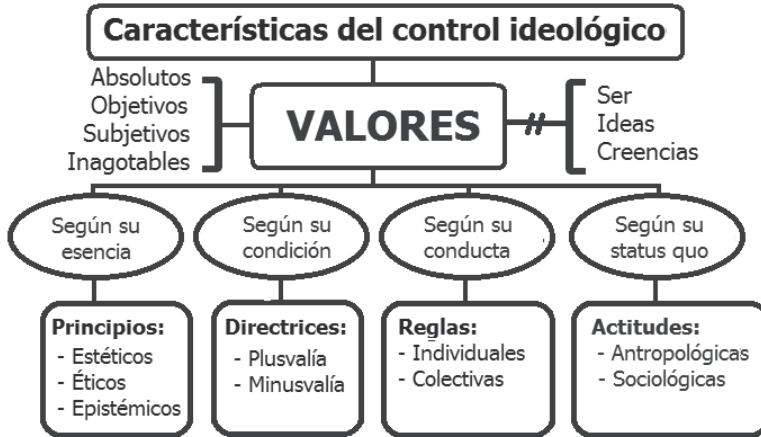 Características del control ideológico
Absolutos
Objetivos
Subjetivos
Inagotables
VALORES
Ser
Ideas
Creencias
Según su
esencia
Según su
condición
Según su
conducta
Según su
status quo
Principios:
- Estéticos
- Éticos
- Epistémicos
Directrices:
- Plusvalía
- Minusvalía
Reglas:
- Individuales
- Colectivas
Actitudes:
- Antropológicas
- Sociológicas